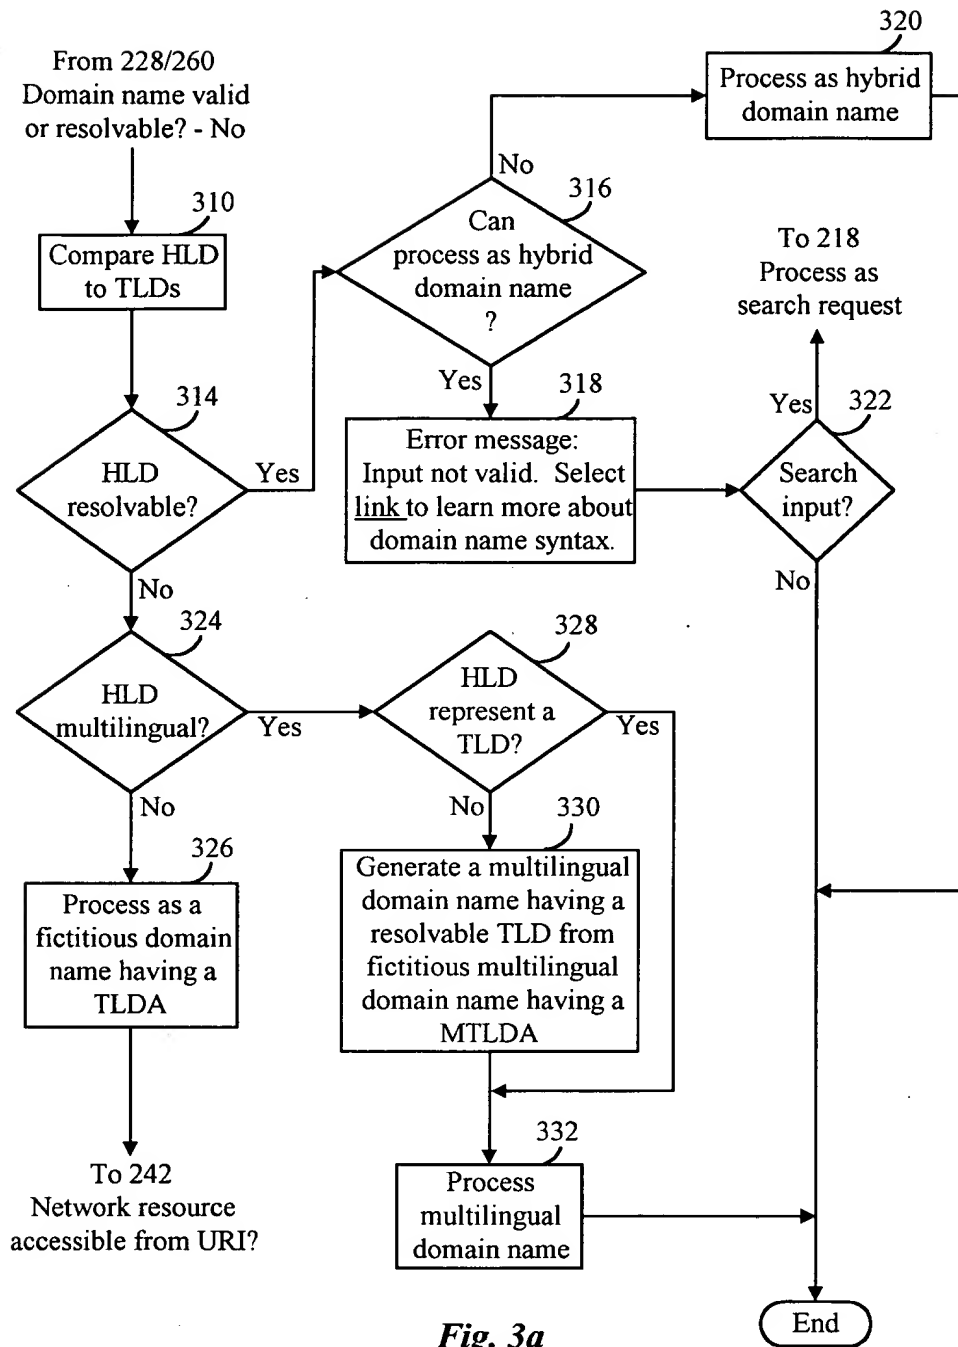 320
From 228/260
Domain name valid
or resolvable? - No
Process as hybrid
domain name
No
310
Compare HLD
to TLDs
316
Can
process as hybrid
domain name
?
To 218
Process as
search request
314
HLD
resolvable?
Yes
Yes
318
Error message:
Input not valid. Select
link to learn more about
domain name syntax.
Yes
322
Search
input?
No
No
324
HLD
multilingual?
Yes
328
HLD
represent a
TLD?
Yes
No
No
326
Process as a
fictitious domain
name having a
TLDA
330
Generate a multilingual
domain name having a
resolvable TLD from
fictitious multilingual
domain name having a
MTLDA
332
Process
multilingual
domain name
To 242
Network resource
accessible from URI?
End
Fig. 3a